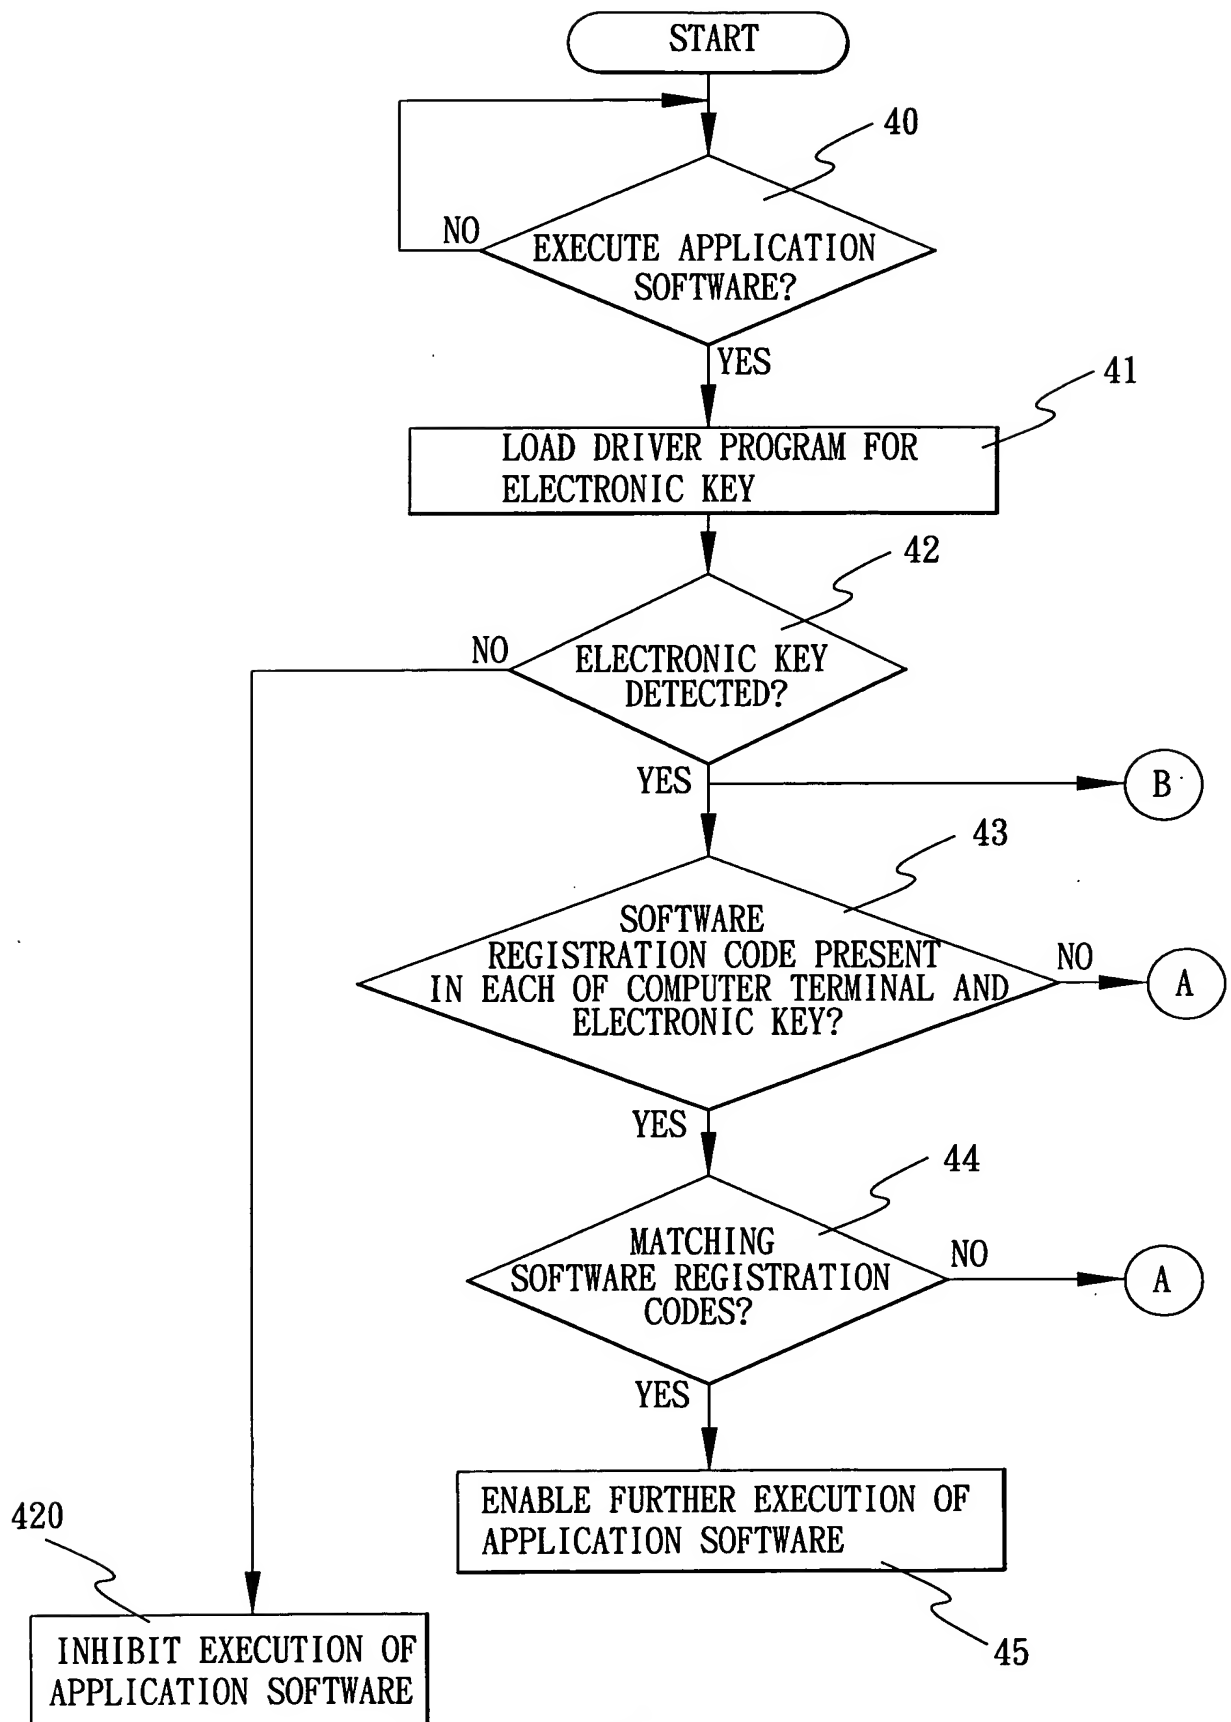 START
40
NO
EXECUTE APPLICATION
SOFTWARE?
YES
41
LOAD DRIVER PROGRAM FOR
ELECTRONIC KEY
42
NO
ELECTRONIC KEY
DETECTED?
YES
B
43
SOFTWARE
REGISTRATION CODE PRESENT
IN EACH OF COMPUTER TERMINAL AND
ELECTRONIC KEY?
NO
A
YES
44
MATCHING
SOFTWARE REGISTRATION
CODES?
NO
A
YES
ENABLE FURTHER EXECUTION OF
APPLICATION SOFTWARE
45
420
INHIBIT EXECUTION OF
APPLICATION SOFTWARE